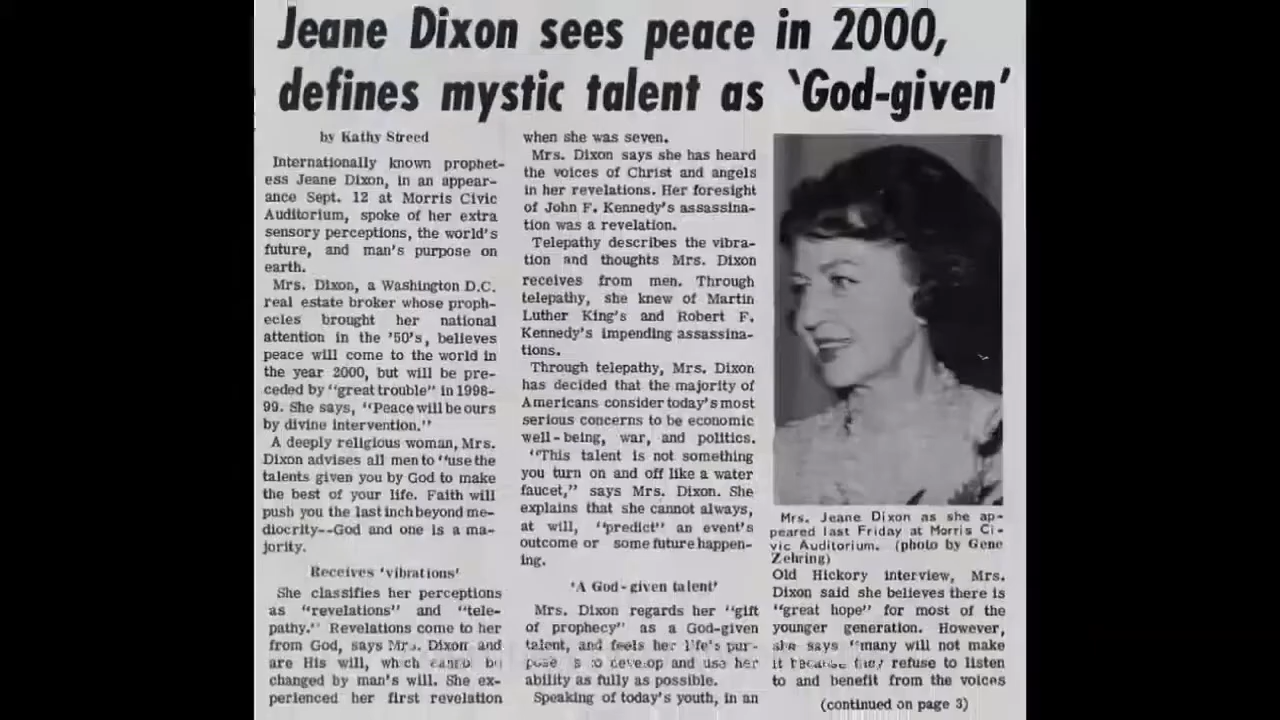 Jeane Dixon sees peace in 2000,
defines mystic talent as 'God-given'
by Kathy Streed
Internationally known prophet-
ess Jeane Dixon, in an appear-
ance Sept. 12 at Morris Civic
Auditorium, spoke of her extra
sensory perceptions, the world's
future, and man's purpose on
earth.
Mrs. Dixon, a Washington D.C.
real estate broker whose proph-
ecies brought her national
attention in the '50's, believes
peace will come to the world in
the year 2000, but will be pre-
ceded by "great trouble" in 1998-
99. She says, "Peace will be ours
by divine intervention."
A deeply religious woman, Mrs.
Dixon advises all men to "use the
talents given you by God to make
the best of your life. Faith will
push you the last inch beyond me-
diocrity--God and one is a ma-
jority.
Receives 'vibrations'
She classifies her perceptions
as "revelations" and "tele-
pathy." Revelations come to her
from God, says Mrs. Dixon and
are His will, which cannot be
changed by man's will. She ex-
perienced her first revelation
when she was seven.
Mrs. Dixon says she has heard
the voices of Christ and angels
in her revelations. Her foresight
of John F. Kennedy's assassina-
tion was a revelation.
Telepathy describes the vibra-
tion and thoughts Mrs. Dixon
receives from men. Through
telepathy, she knew of Martin
Luther King's and Robert F.
Kennedy's impending assassina-
tions.
Through telepathy, Mrs. Dixon
has decided that the majority of
Americans consider today's most
serious concerns to be economic
well-being, war, and politics.
"This talent is not something
you turn on and off like a water
faucet," says Mrs. Dixon. She
explains that she cannot always,
at will, "predict" an event's
outcome or some future happen-
ing.
'A God-given talent'
Mrs. Dixon regards her "gift
of prophecy" as a God-given
talent, and feels her life's pur-
pose is to develop and use her
ability as fully as possible.
Speaking of today's youth, in an
Mrs. Jeane Dixon as she ap-
peared last Friday at Morris Ci-
vic Auditorium. (photo by Gene
Zehring)
Old Hickory interview, Mrs.
Dixon said she believes there is
"great hope" for most of the
younger generation. However,
she says "many will not make
it because they refuse to listen
to and benefit from the voices
(continued on page 3)